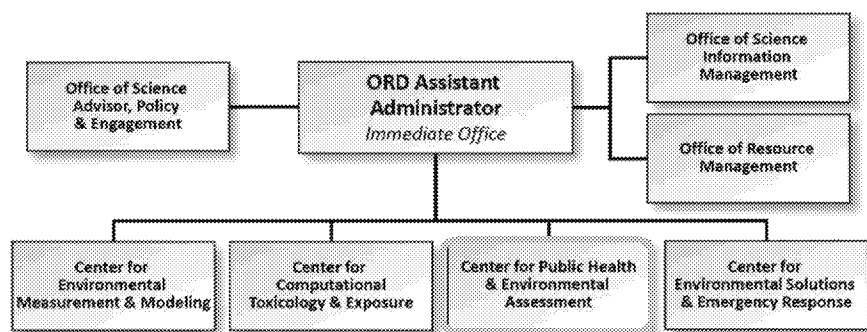 Office of Science
Advisor, Policy
& Engagement
ORD Assistant
Administrator
Immediate Office
Office of Science
Information
Management
Office of Resource
Management
Center for
Environmental
Measurement & Modeling
Center for
Computational
Toxicology & Exposure
Center for Public Health
& Environmental
Assessment
Center for
Environmental Solutions
& Emergency Response